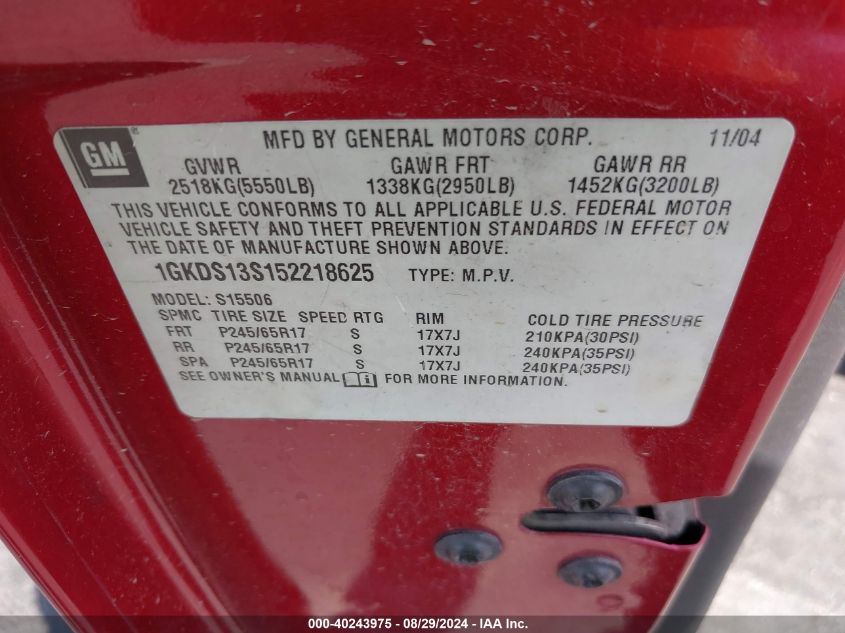 GM ® MFD BY GENERAL MOTORS CORP. 11/04
GVWR GAWR FRT GAWR RR
2518KG(5550LB) 1338KG(2950LB) 1452KG(3200LB)
THIS VEHICLE CONFORMS TO ALL APPLICABLE U.S. FEDERAL MOTOR
VEHICLE SAFETY AND THEFT PREVENTION STANDARDS IN EFFECT ON
THE DATE OF MANUFACTURE SHOWN ABOVE.
1GKDS13S152218625 TYPE: M.P.V.
MODEL: S15506
SPMC TIRE SIZE SPEED RTG RIM COLD TIRE PRESSURE
FRT P245/65R17 S 17X7J 210KPA(30PSI)
RR P245/65R17 S 17X7J 240KPA(35PSI)
SPA P245/65R17 S 17X7J 240KPA(35PSI)
SEE OWNER'S MANUAL FOR MORE INFORMATION.
000-40243975 - 08/29/2024 - IAA Inc.